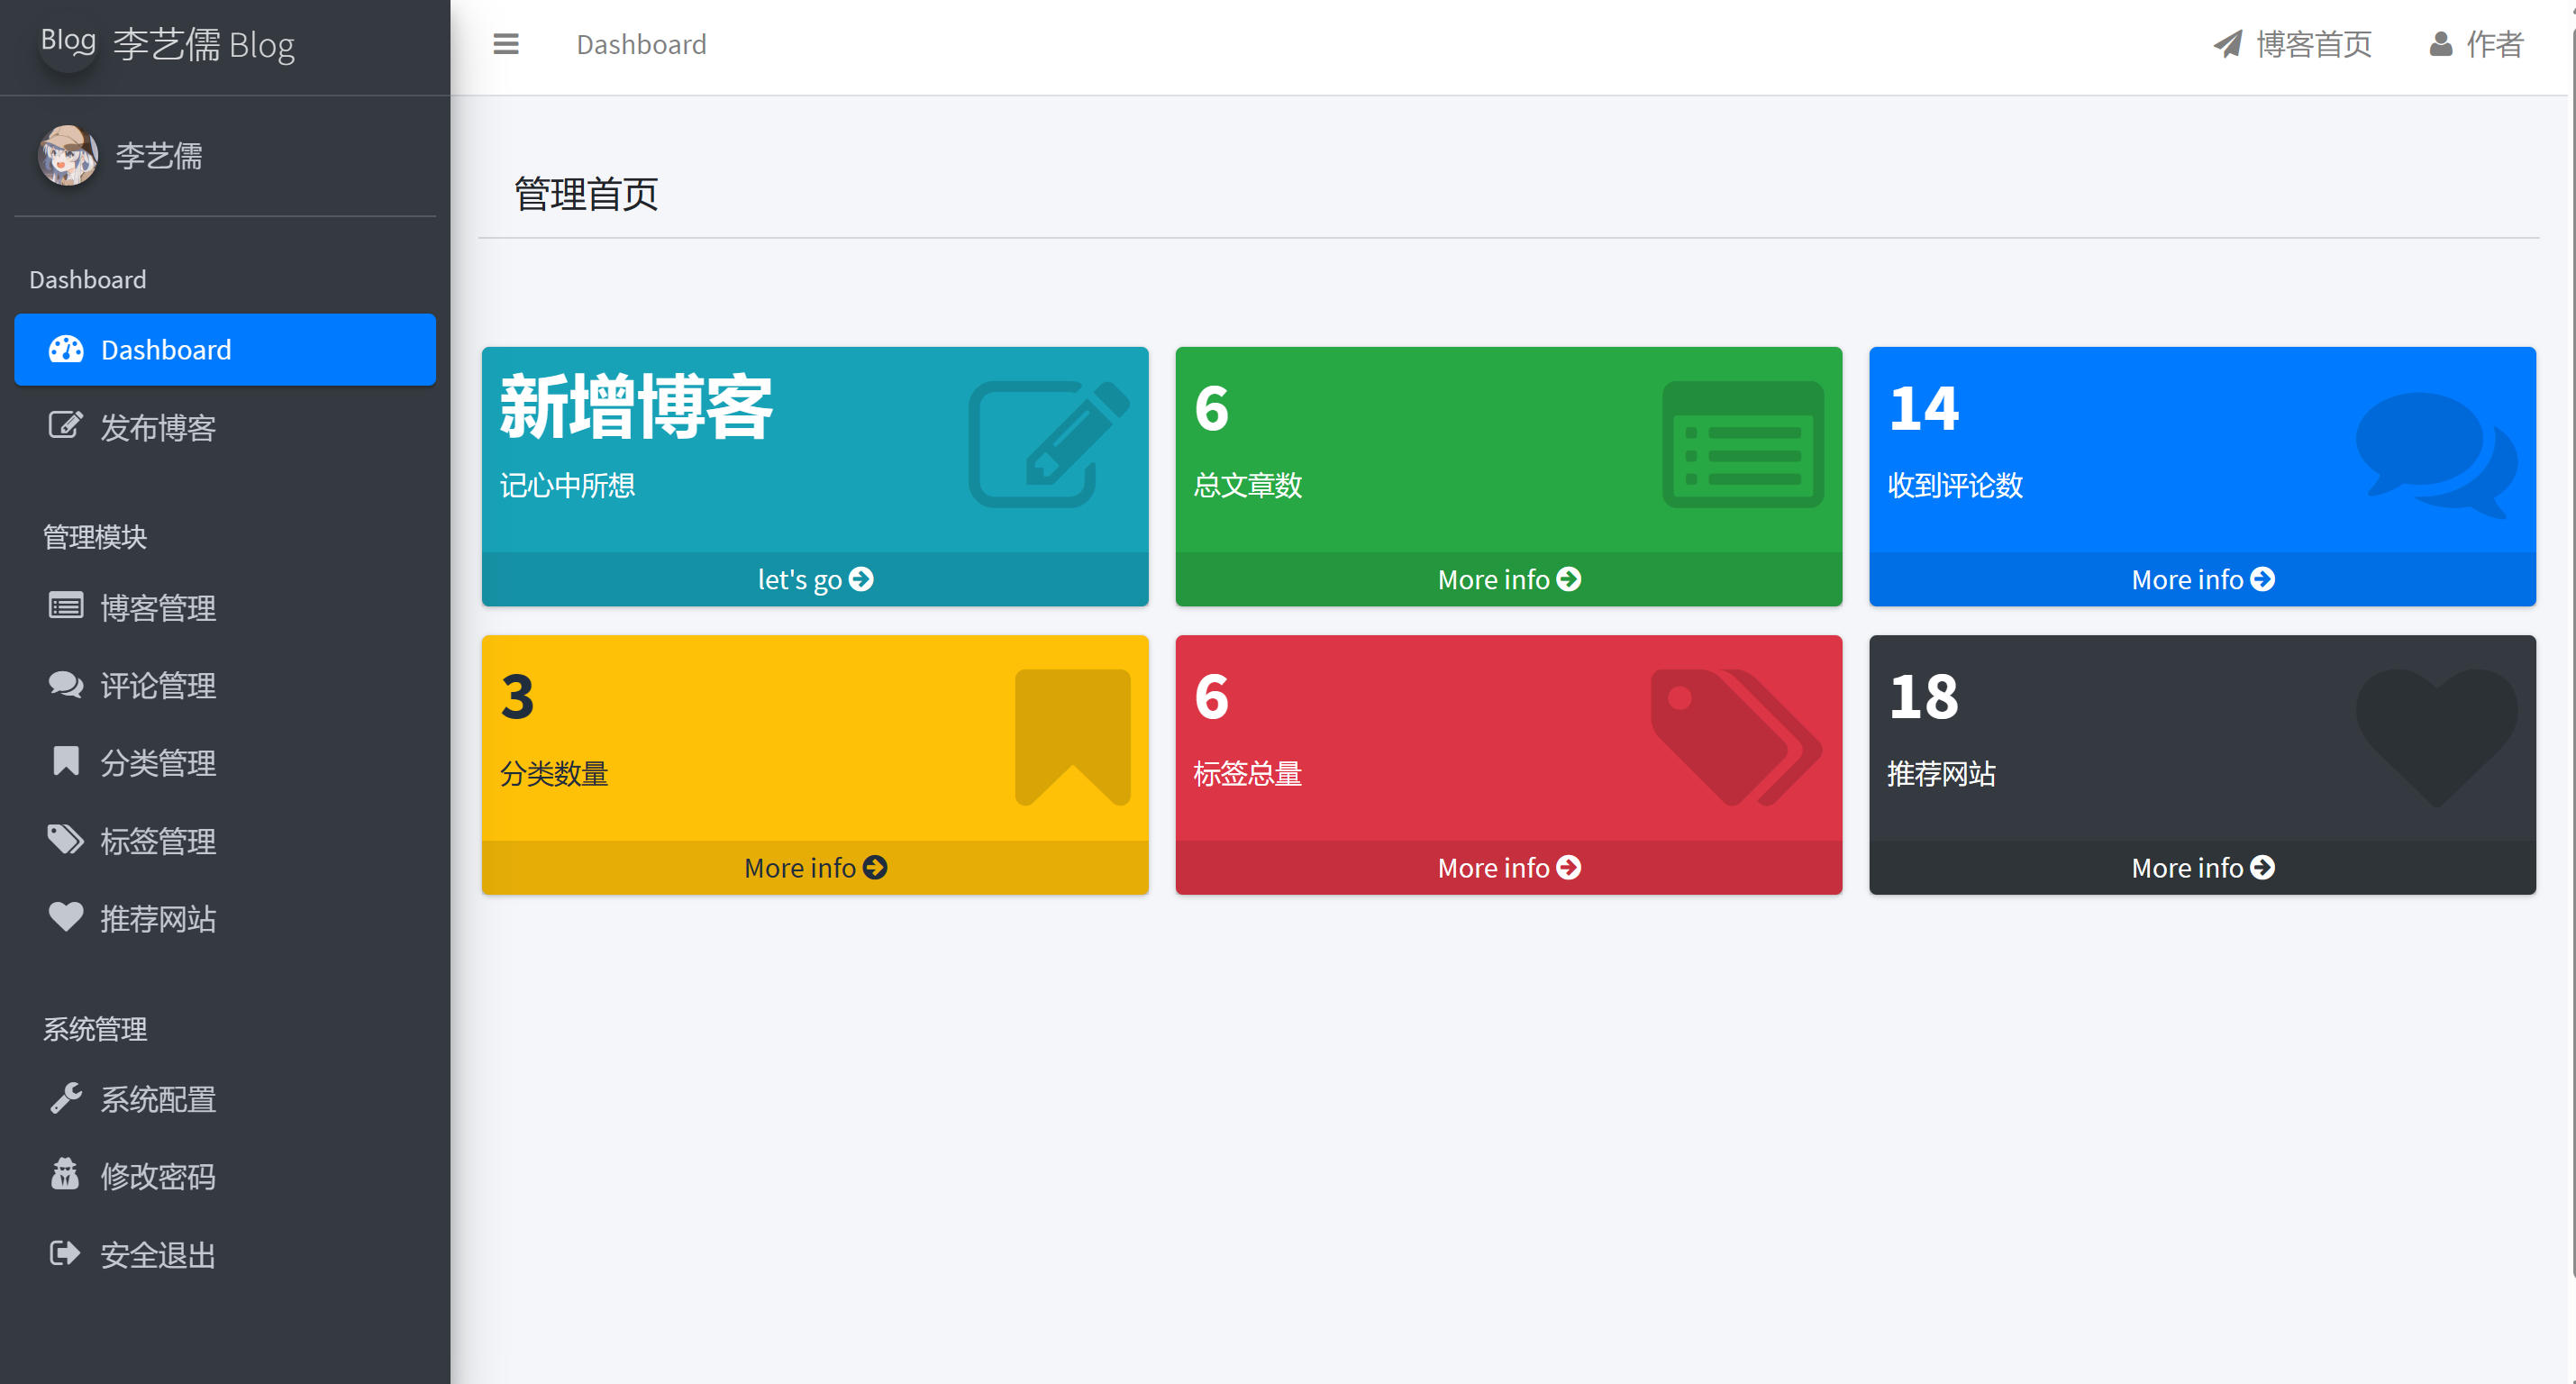 Blog 李艺儒 Blog
李艺儒
Dashboard
Dashboard
发布博客
管理模块
博客管理
评论管理
分类管理
标签管理
推荐网站
系统管理
系统配置
修改密码
安全退出
Dashboard
博客首页
作者
管理首页
新增博客
记心中所想
let's go
6
总文章数
More info
14
收到评论数
More info
3
分类数量
More info
6
标签总量
More info
18
推荐网站
More info